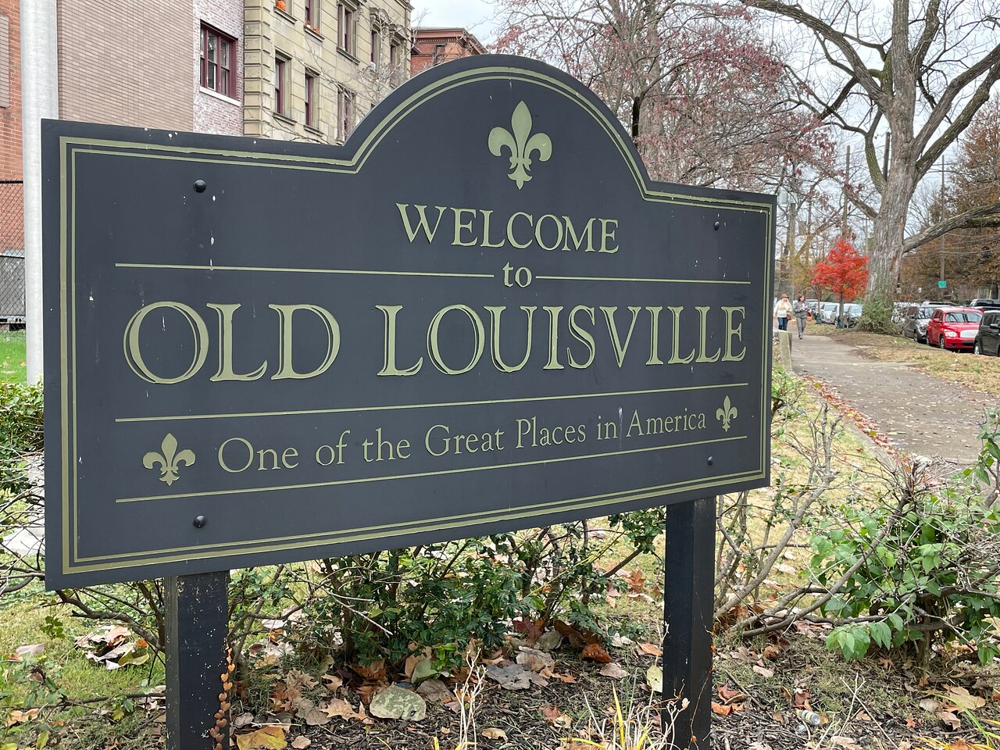 WELCOME
to
OLD LOUISVILLE
One of the Great Places in America